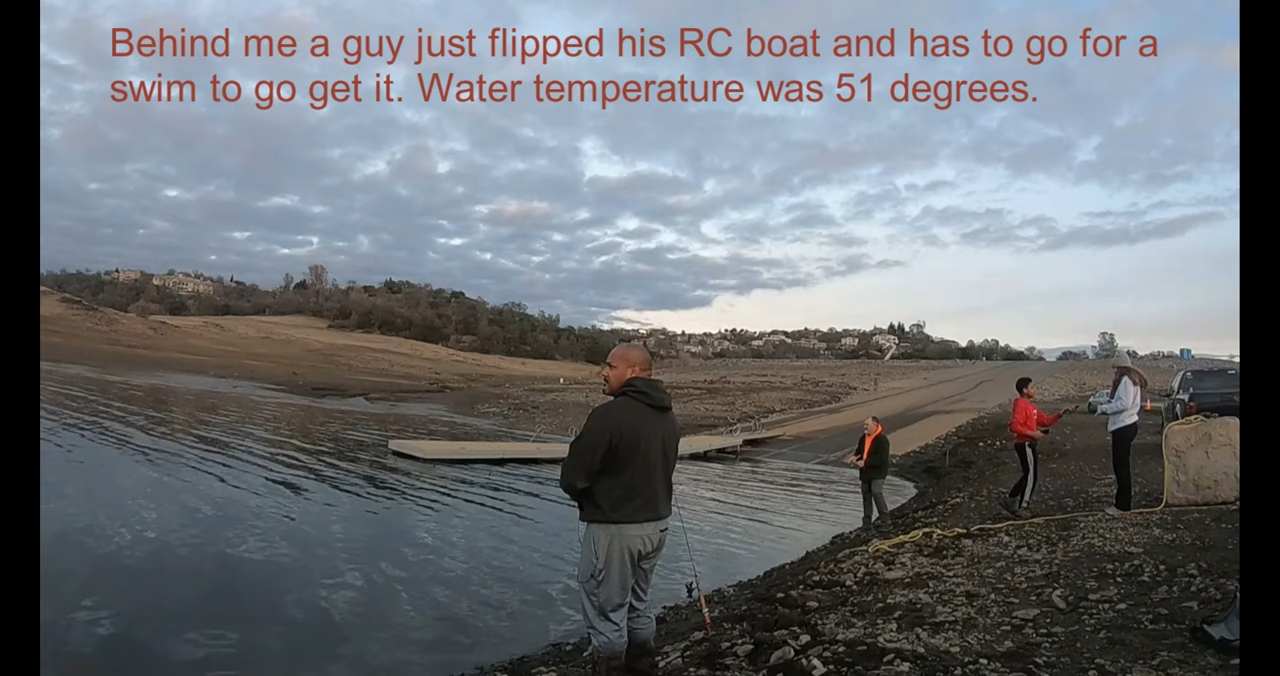 Behind me a guy just flipped his RC boat and has to go for a
swim to go get it. Water temperature was 51 degrees.